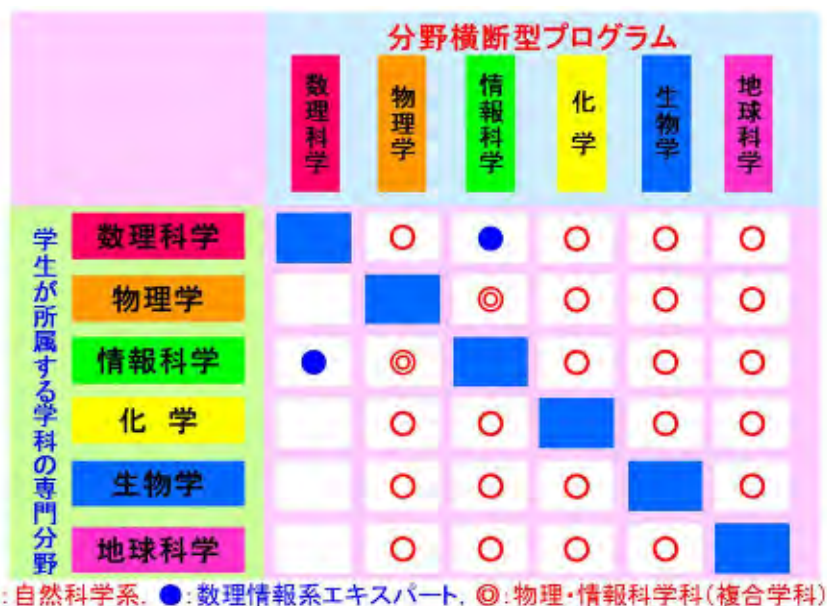 分野横断型プログラム
数理科学
物理学
情報科学
化学
生物学
地球科学
学生が所属する学科の専門分野
数理科学 ○ ● ○ ○ ○
物理学 ◎ ○ ○ ○
情報科学 ● ◎ ○ ○ ○
化 学 ○ ○ ○ ○
生物学 ○ ○ ○ ○
地球科学 ○ ○ ○ ○
:自然科学系, ●:数理情報系エキスパート, ◎:物理・情報科学科(複合学科)